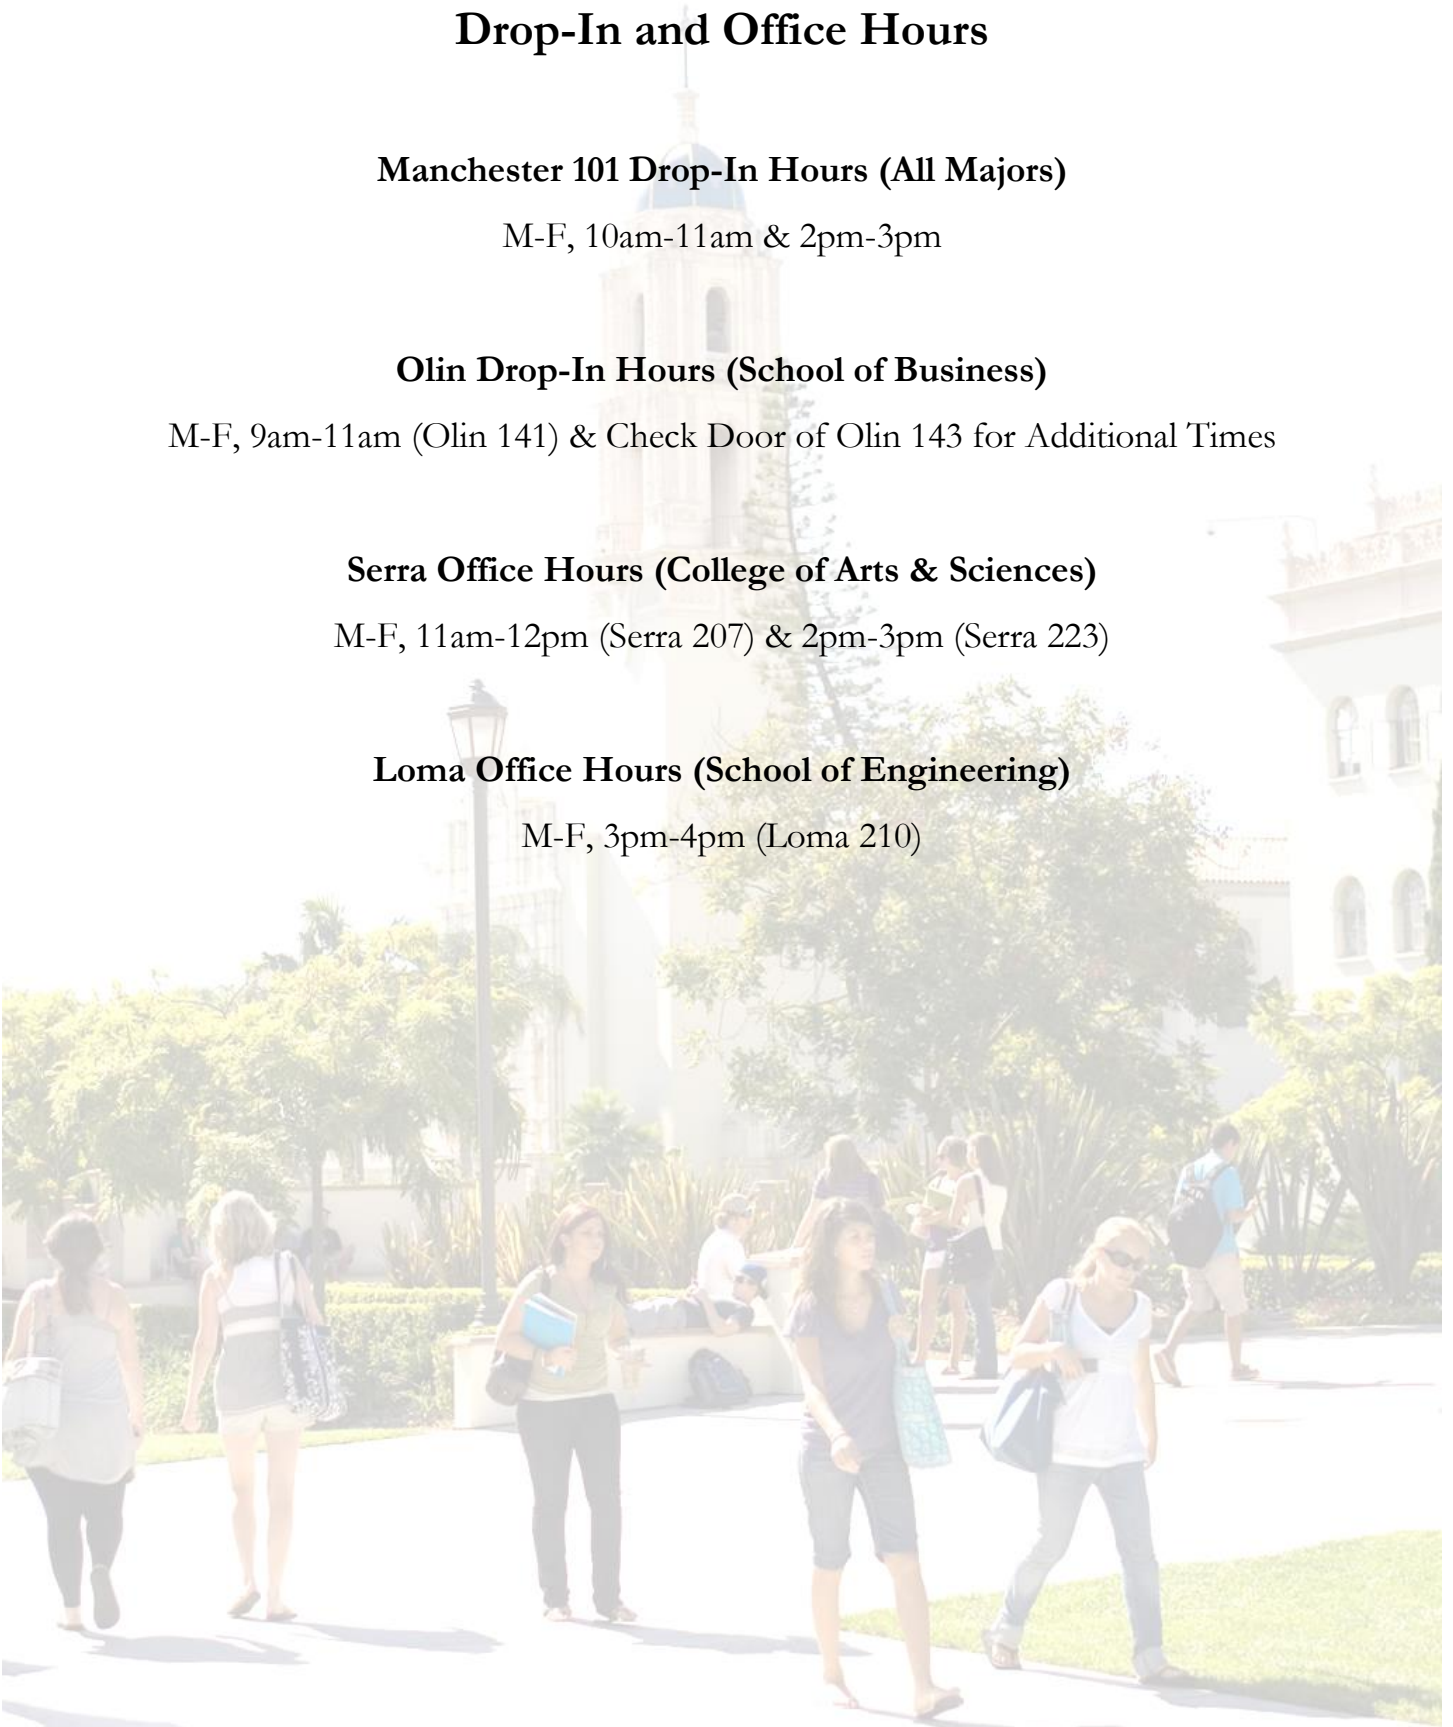 Drop-In and Office Hours
Manchester 101 Drop-In Hours (All Majors)
M-F, 10am-11am & 2pm-3pm
Olin Drop-In Hours (School of Business)
M-F, 9am-11am (Olin 141) & Check Door of Olin 143 for Additional Times
Serra Office Hours (College of Arts & Sciences)
M-F, 11am-12pm (Serra 207) & 2pm-3pm (Serra 223)
Loma Office Hours (School of Engineering)
M-F, 3pm-4pm (Loma 210)